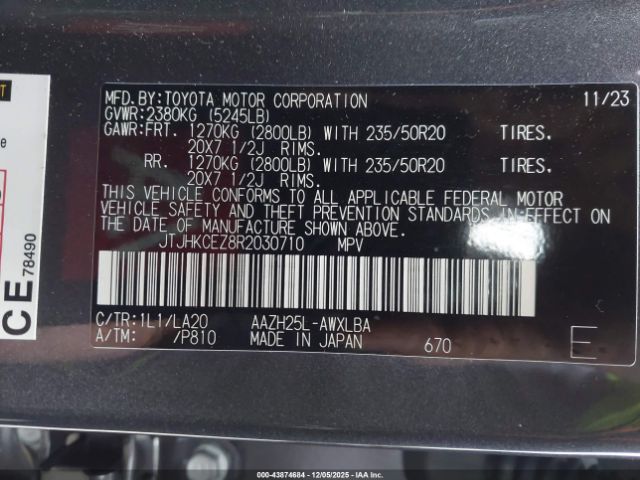 MFD.BY:TOYOTA MOTOR CORPORATION 11/23
GVWR:2380KG (5245LB)
GAWR:FRT. 1270KG (2800LB) WITH 235/50R20 TIRES.
20X7 1/2J RIMS.
RR. 1270KG (2800LB) WITH 235/50R20 TIRES.
20X7 1/2J RIMS.
THIS VEHICLE CONFORMS TO ALL APPLICABLE FEDERAL MOTOR
VEHICLE SAFETY AND THEFT PREVENTION STANDARDS IN EFFECT ON
THE DATE OF MANUFACTURE SHOWN ABOVE.
JTJHKCEZ8R2030710 MPV
C/TR:1L1/LA20 AAZH25L-AWXLBA
A/TM: /P810 MADE IN JAPAN 670 E
CE 78490
00-43874684 | 12/05/2025 | IAAI.COM